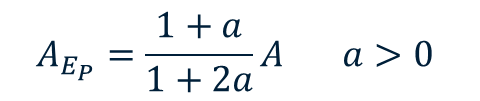 A_{E_P} = \frac{1 + a}{1 + 2a} A    a > 0